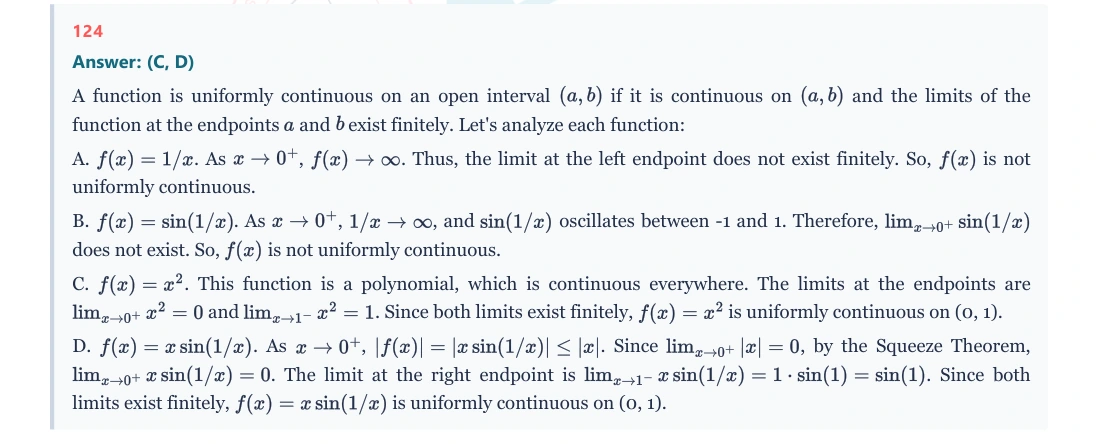 124
Answer: (C, D)
A function is uniformly continuous on an open interval (a, b) if it is continuous on (a, b) and the limits of the
function at the endpoints a and b exist finitely. Let's analyze each function:
A. f(x) = 1/x. As x → 0⁺, f(x) → ∞. Thus, the limit at the left endpoint does not exist finitely. So, f(x) is not
uniformly continuous.
B. f(x) = sin(1/x). As x → 0⁺, 1/x → ∞, and sin(1/x) oscillates between -1 and 1. Therefore, limₓ→₀⁺ sin(1/x)
does not exist. So, f(x) is not uniformly continuous.
C. f(x) = x². This function is a polynomial, which is continuous everywhere. The limits at the endpoints are
limₓ→₀⁺ x² = 0 and limₓ→₁⁻ x² = 1. Since both limits exist finitely, f(x) = x² is uniformly continuous on (0, 1).
D. f(x) = x sin(1/x). As x → 0⁺, |f(x)| = |x sin(1/x)| ≤ |x|. Since limₓ→₀⁺ |x| = 0, by the Squeeze Theorem,
limₓ→₀⁺ x sin(1/x) = 0. The limit at the right endpoint is limₓ→₁⁻ x sin(1/x) = 1 · sin(1) = sin(1). Since both
limits exist finitely, f(x) = x sin(1/x) is uniformly continuous on (0, 1).